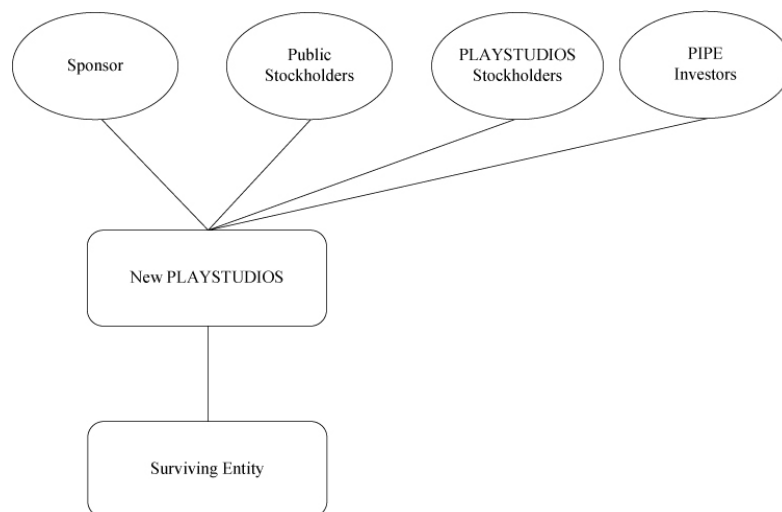 Sponsor
Public
Stockholders
PLAYSTUDIOS
Stockholders
PIPE
Investors
New PLAYSTUDIOS
Surviving Entity